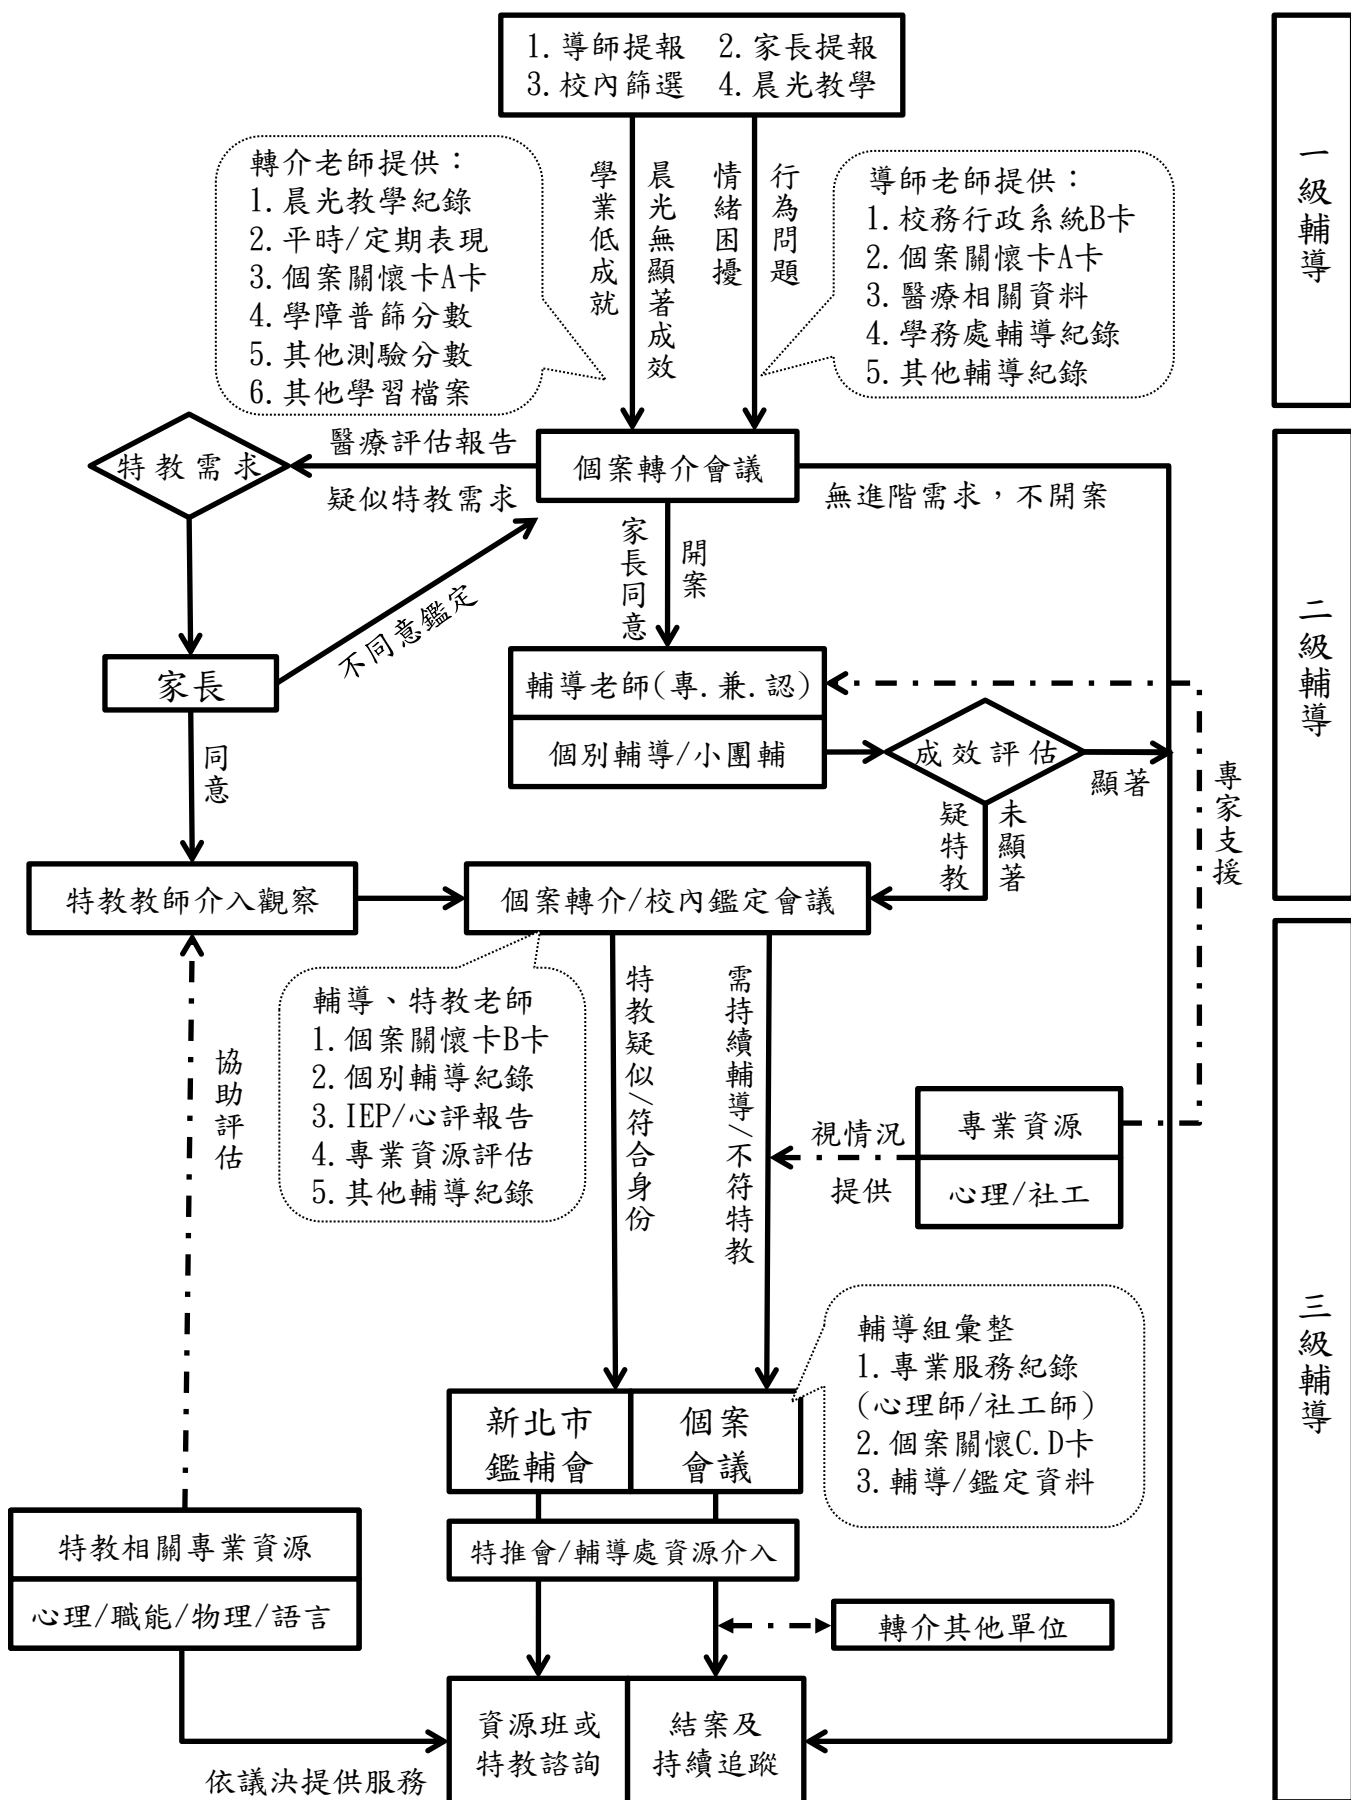 1.導師提報 2.家長提報
3.校內篩選 4.晨光教學
轉介老師提供：
1.晨光教學紀錄
2.平時/定期表現
3.個案關懷卡A卡
4.學障普篩分數
5.其他測驗分數
6.其他學習檔案
學業低成就
晨光無顯著成效
情緒困擾
行為問題
導師老師提供：
1.校務行政系統B卡
2.個案關懷卡A卡
3.醫療相關資料
4.學務處輔導紀錄
5.其他輔導紀錄
一級輔導
特教需求
醫療評估報告
疑似特教需求
個案轉介會議
無進階需求，不開案
家長同意
開案
不同意鑑定
家長
同意
輔導老師(專.兼.認)
個別輔導/小團輔
成效評估
顯著
疑特教
未顯著
專家支援
二級輔導
特教教師介入觀察
個案轉介/校內鑑定會議
輔導、特教老師
1.個案關懷卡B卡
2.個別輔導紀錄
3.IEP/心評報告
4.專業資源評估
5.其他輔導紀錄
協助評估
特教疑似/符合身份
需持續輔導/不符特教
視情況
提供
專業資源
心理/社工
輔導組彙整
1.專業服務紀錄
(心理師/社工師)
2.個案關懷C.D卡
3.輔導/鑑定資料
三級輔導
新北市
鑑輔會
個案
會議
特推會/輔導處資源介入
特教相關專業資源
心理/職能/物理/語言
轉介其他單位
資源班或
特教諮詢
結案及
持續追蹤
依議決提供服務